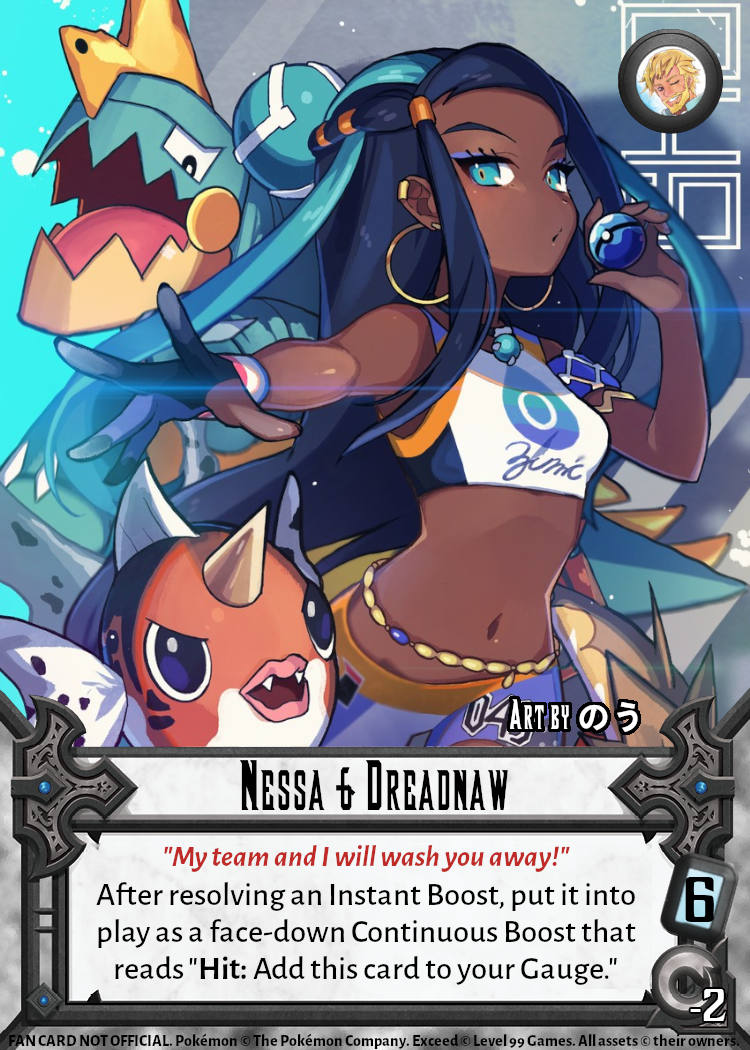 049
Art by のう
Nessa & Dreadnaw
"My team and I will wash you away!"
After resolving an Instant Boost, put it into
play as a face-down Continuous Boost that
reads "Hit: Add this card to your Gauge."
6
C
-2
FAN CARD NOT OFFICIAL. Pokémon © The Pokémon Company. Exceed © Level 99 Games. All assets © their owners.